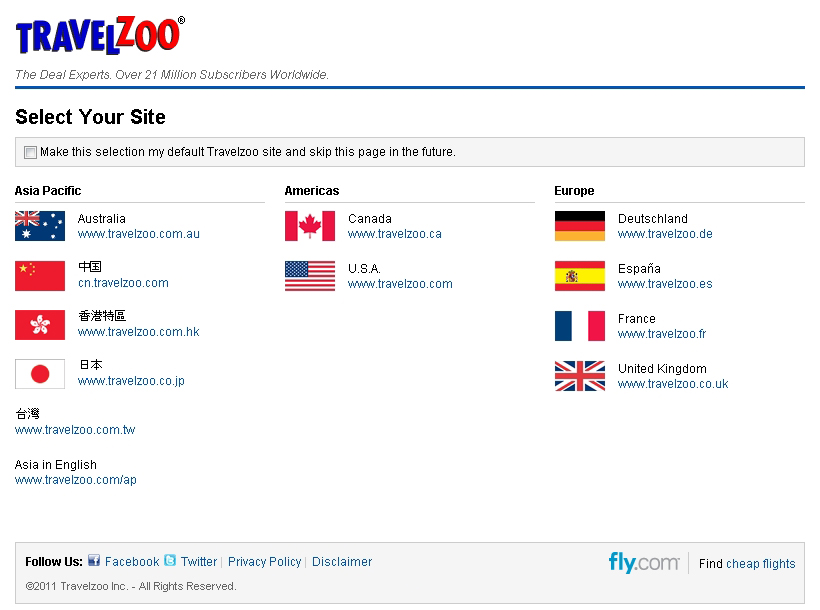 TRAVELZOO®
The Deal Experts. Over 21 Million Subscribers Worldwide.
Select Your Site
Make this selection my default Travelzoo site and skip this page in the future.
Asia Pacific
Australia
www.travelzoo.com.au
中国
cn.travelzoo.com
香港特區
www.travelzoo.com.hk
日本
www.travelzoo.co.jp
台灣
www.travelzoo.com.tw
Asia in English
www.travelzoo.com/ap
Americas
Canada
www.travelzoo.ca
U.S.A.
www.travelzoo.com
Europe
Deutschland
www.travelzoo.de
España
www.travelzoo.es
France
www.travelzoo.fr
United Kingdom
www.travelzoo.co.uk
Follow Us: Facebook Twitter | Privacy Policy | Disclaimer
©2011 Travelzoo Inc. - All Rights Reserved.
fly.com
Find cheap flights